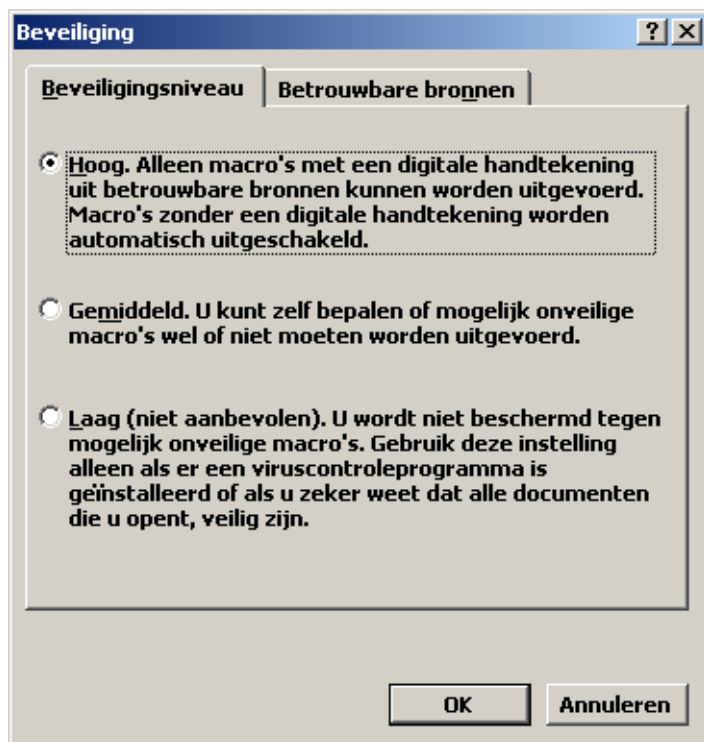 Beveiliging
Beveiligingsniveau
Betrouwbare bronnen
Hoog. Alleen macro's met een digitale handtekening
uit betrouwbare bronnen kunnen worden uitgevoerd.
Macro's zonder een digitale handtekening worden
automatisch uitgeschakeld.
Gemiddeld. U kunt zelf bepalen of mogelijk onveilige
macro's wel of niet moeten worden uitgevoerd.
Laag (niet aanbevolen). U wordt niet beschermd tegen
mogelijk onveilige macro's. Gebruik deze instelling
alleen als er een viruscontroleprogramma is
geïnstalleerd of als u zeker weet dat alle documenten
die u opent, veilig zijn.
OK
Annuleren